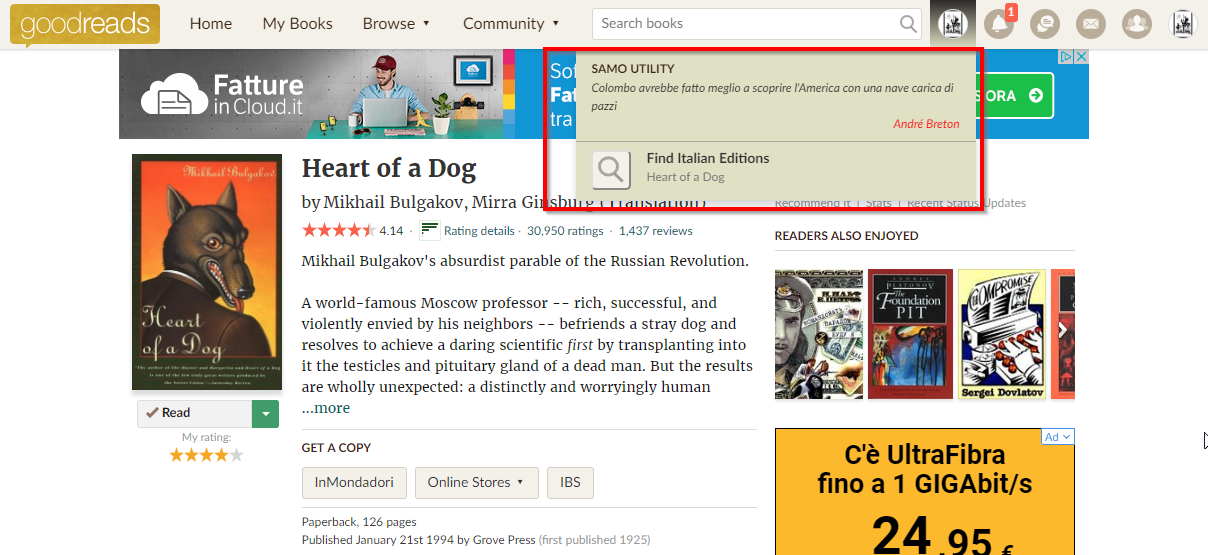 goodreads
Home
My Books
Browse ▼
Community ▼
Search books
1
Fatture
in Cloud.it
Fat
tra
ORA
SAMO UTILITY
Colombo avrebbe fatto meglio a scoprire l'America con una nave carica di
pazzi
André Breton
Find Italian Editions
Heart of a Dog
Mikhail Bulgakov
Heart
of a Dog
Read
My rating:
Heart of a Dog
by Mikhail Bulgakov, Mirra Ginsburg (Translation)
4.14 · Rating details · 30,950 ratings · 1,437 reviews
Mikhail Bulgakov's absurdist parable of the Russian Revolution.
A world-famous Moscow professor -- rich, successful, and
violently envied by his neighbors -- befriends a stray dog and
resolves to achieve a daring scientific first by transplanting into
it the testicles and pituitary gland of a dead man. But the results
are wholly unexpected: a distinctly and worryingly human
...more
GET A COPY
InMondadori
Online Stores ▼
IBS
Paperback, 126 pages
Published January 21st 1994 by Grove Press (first published 1925)
Recommend It | Stats | Recent Status Updates
READERS ALSO ENJOYED
PLATONOV
The
Foundation
PIT
COMPROMISE
Sergei Dovlatov
Ad
C'è UltraFibra
fino a 1 GIGAbit/s
24,95 €